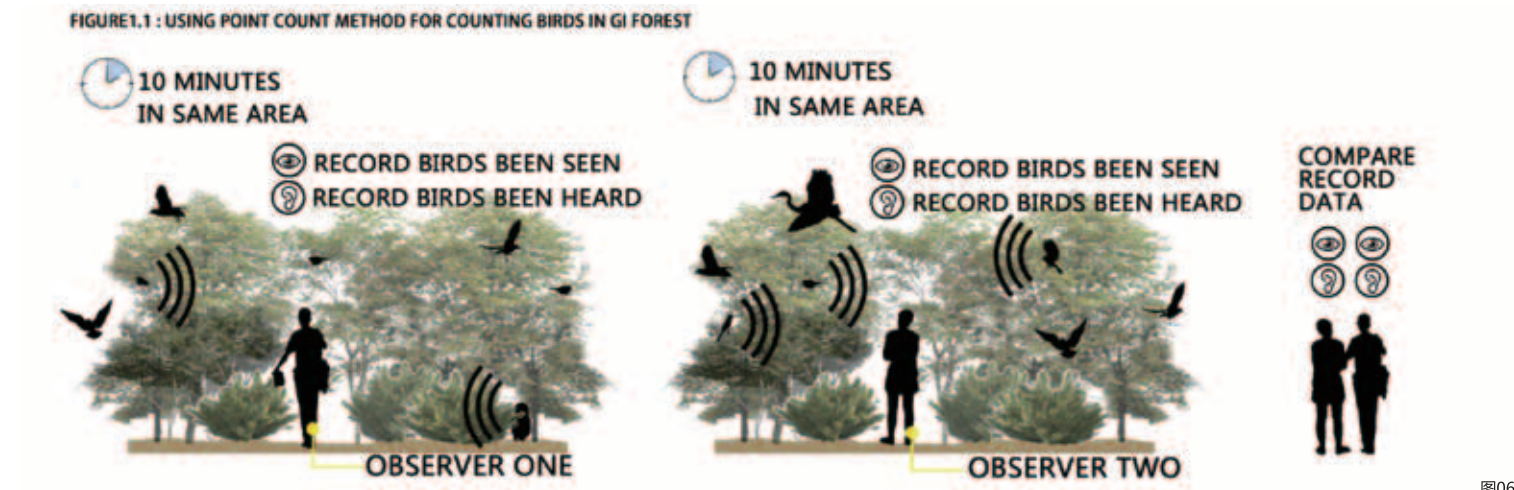 FIGURE1.1 : USING POINT COUNT METHOD FOR COUNTING BIRDS IN GI FOREST
10 MINUTES
IN SAME AREA
RECORD BIRDS BEEN SEEN
RECORD BIRDS BEEN HEARD
OBSERVER ONE
10 MINUTES
IN SAME AREA
RECORD BIRDS BEEN SEEN
RECORD BIRDS BEEN HEARD
OBSERVER TWO
COMPARE
RECORD
DATA
图06